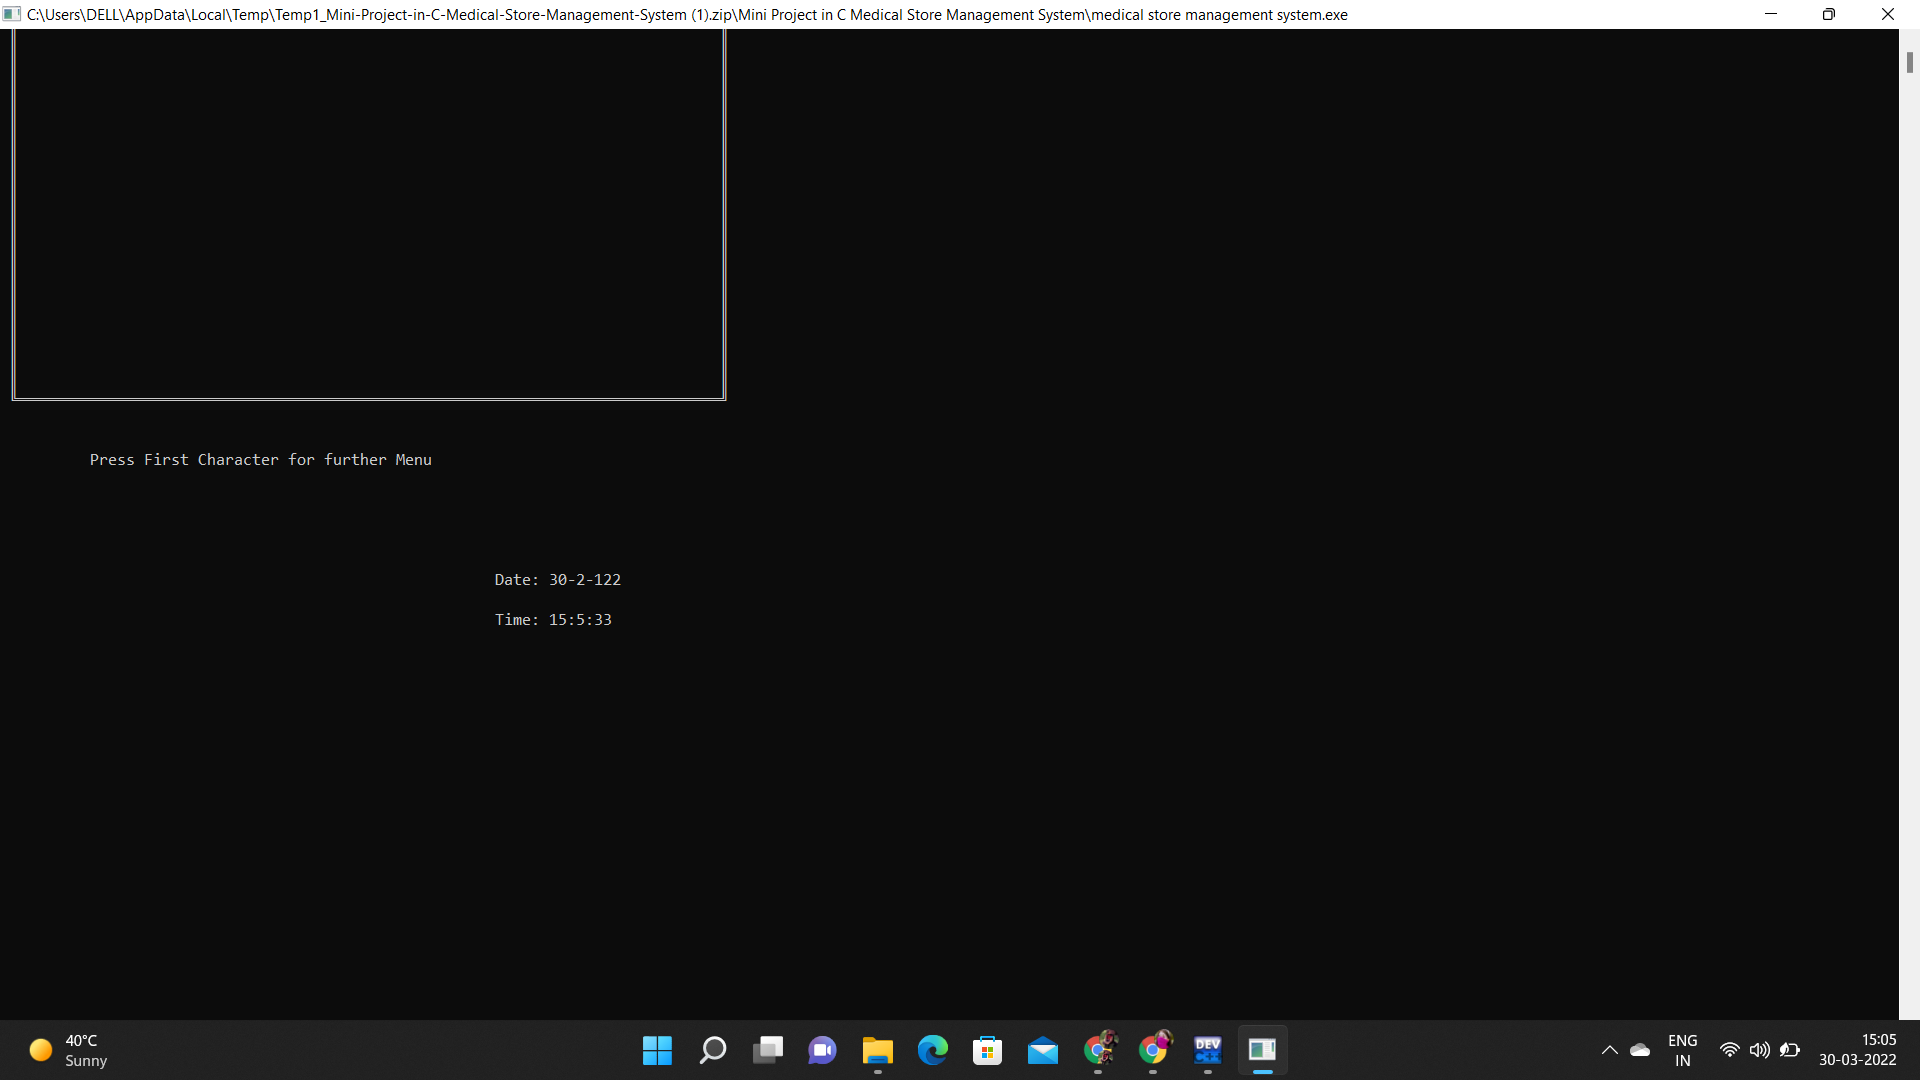 C:\Users\DELL\AppData\Local\Temp\Temp1_Mini-Project-in-C-Medical-Store-Management-System (1).zip\Mini Project in C Medical Store Management System\medical store management system.exe
Press First Character for further Menu
Date: 30-2-122
Time: 15:5:33
40°C
Sunny
DEV
C++
ENG
IN
15:05
30-03-2022